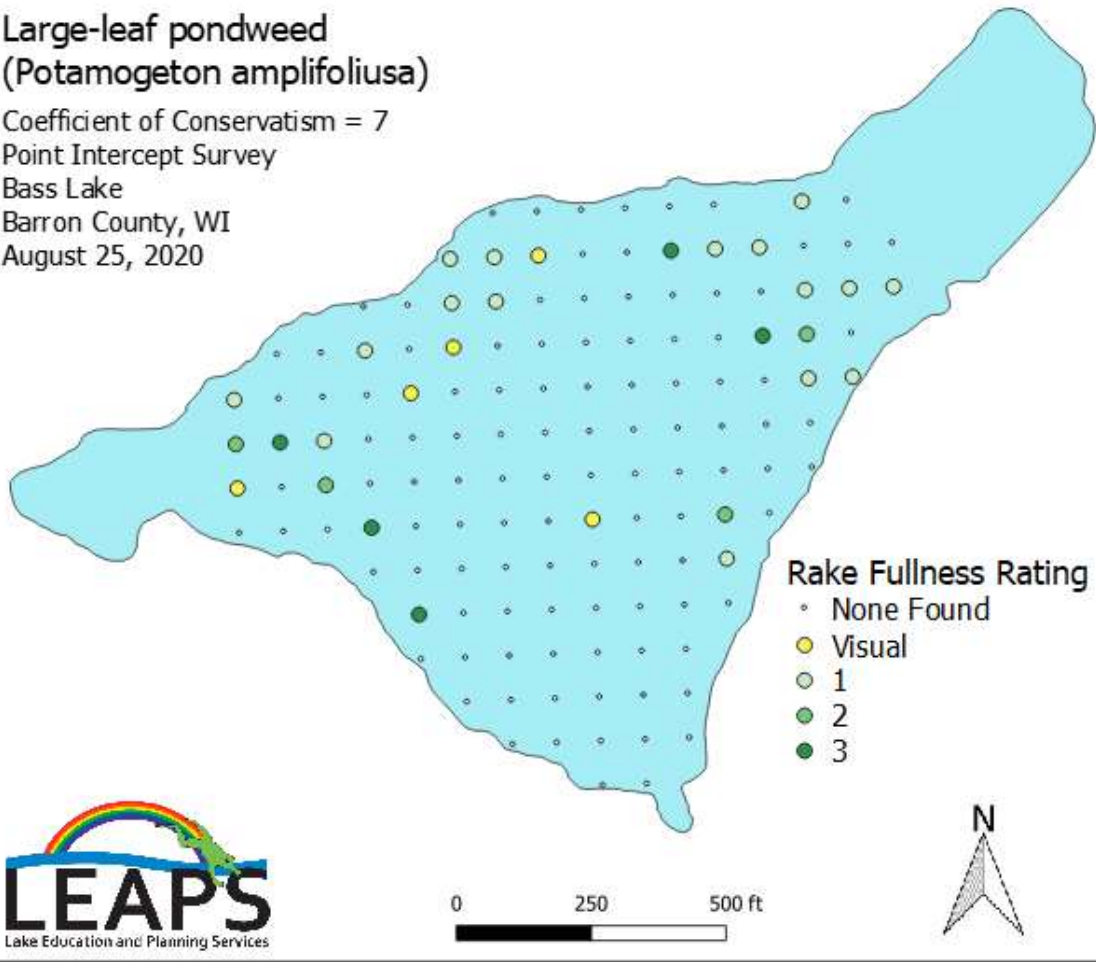 Large-leaf pondweed
(Potamogeton amplifoliusa)
Coefficient of Conservatism = 7
Point Intercept Survey
Bass Lake
Barron County, WI
August 25, 2020
Rake Fullness Rating
None Found
Visual
1
2
3
LEAPS
Lake Education and Planning Services
0 250 500 ft
N